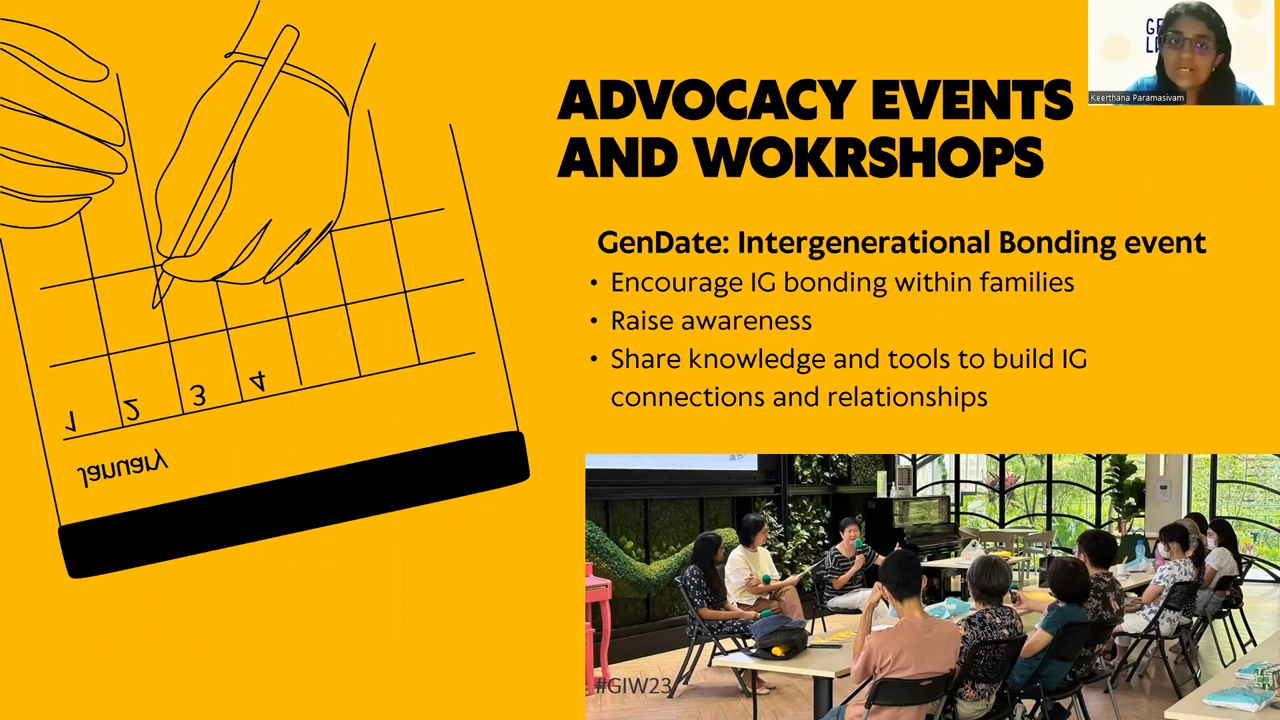 ADVOCACY EVENTS
AND WOKRSHOPS
Keerthana Paramasivam
GenDate: Intergenerational Bonding event
• Encourage IG bonding within families
• Raise awareness
• Share knowledge and tools to build IG
connections and relationships
1 2 3 4
January
#GIW23